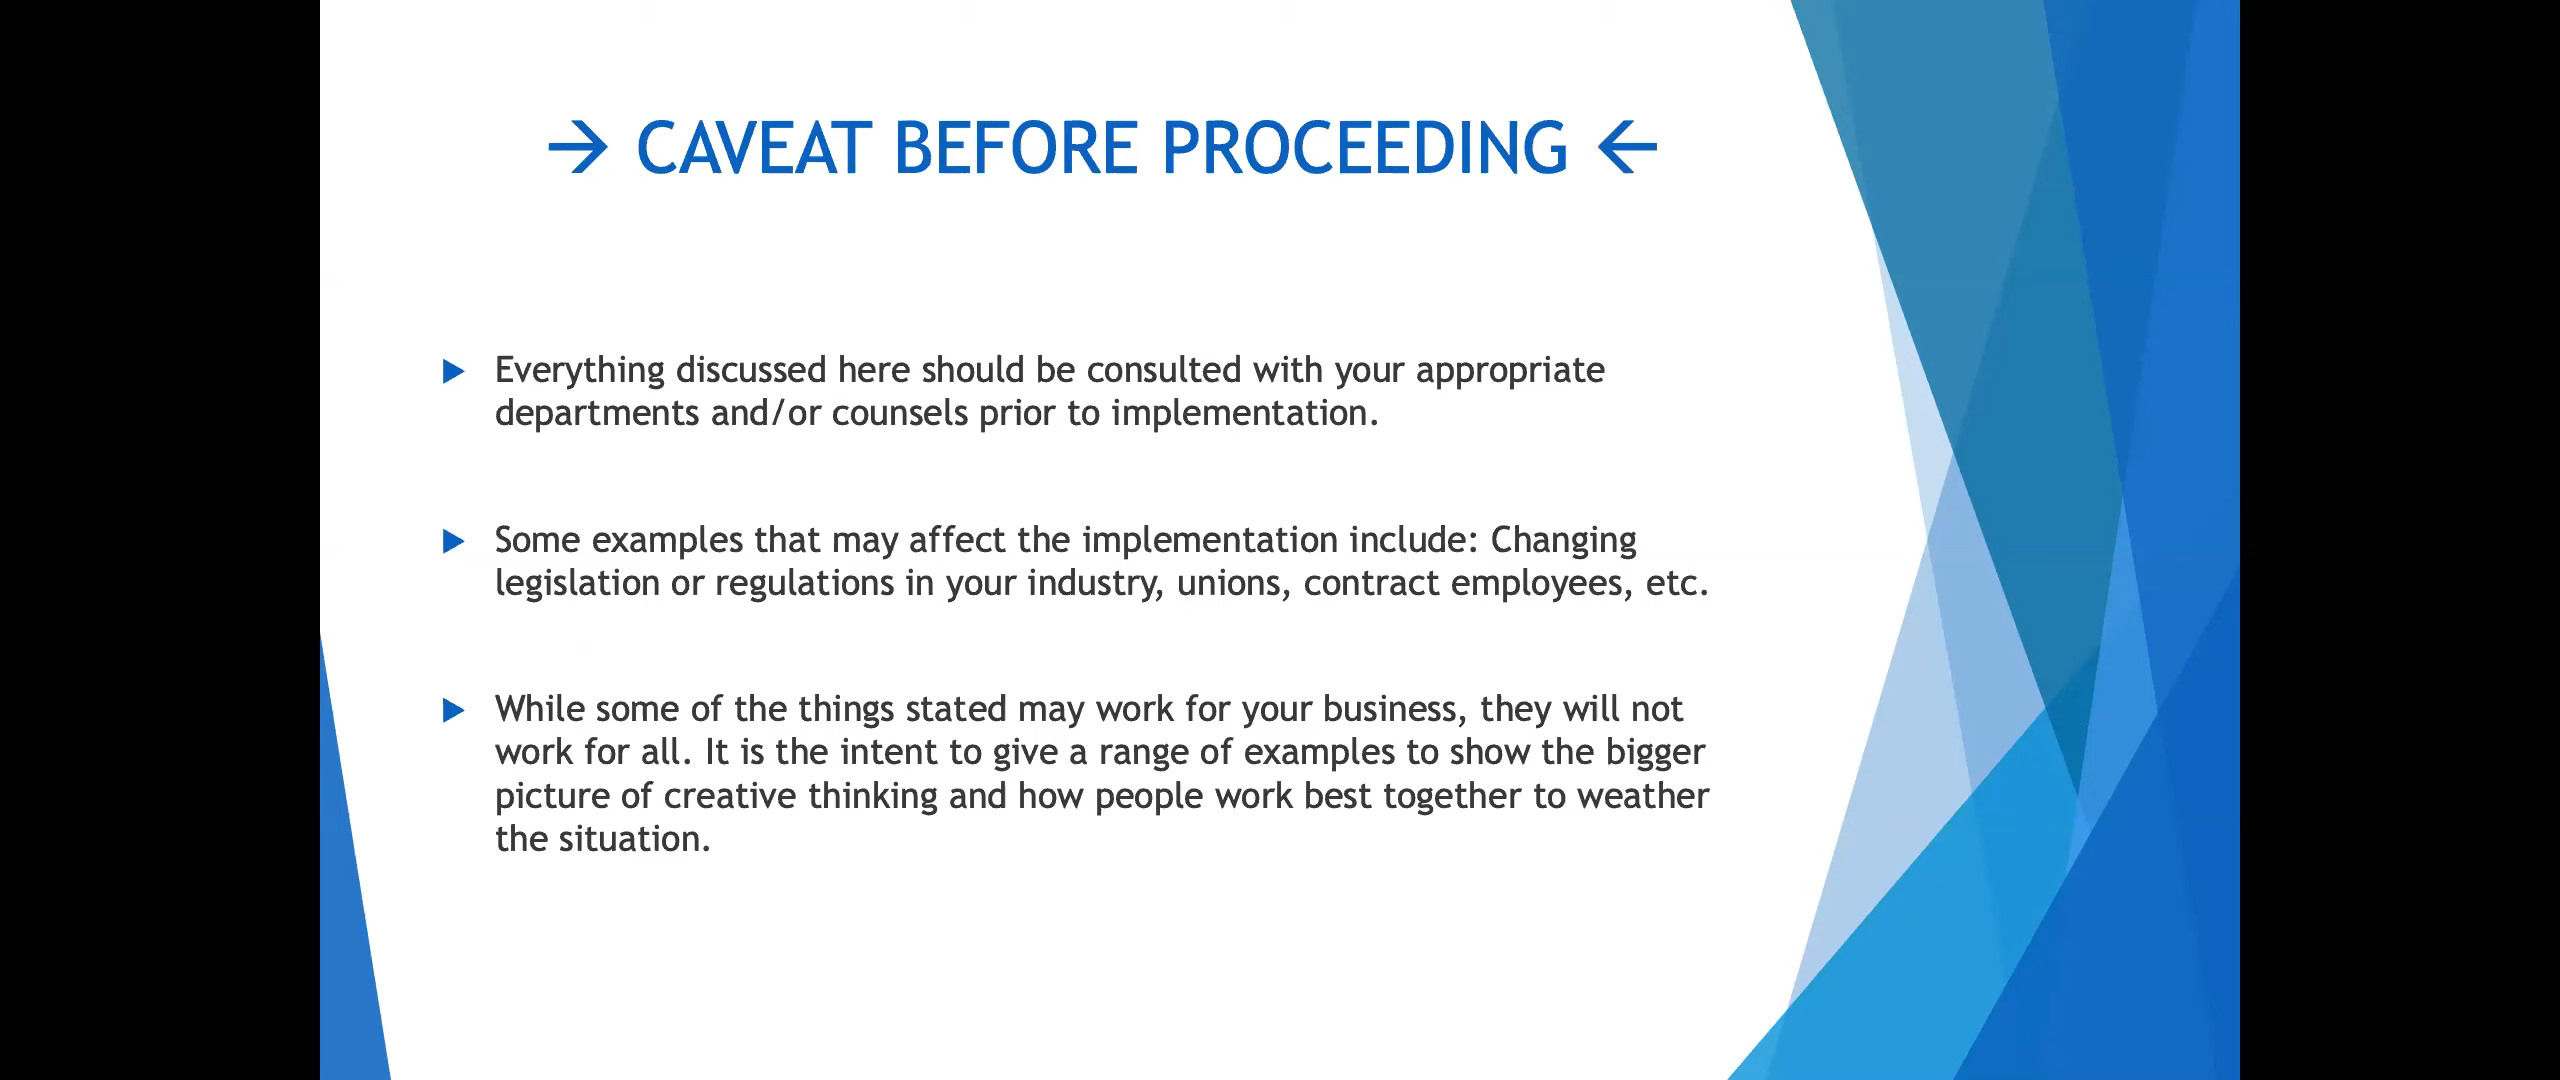 → CAVEAT BEFORE PROCEEDING ←
Everything discussed here should be consulted with your appropriate
departments and/or counsels prior to implementation.
Some examples that may affect the implementation include: Changing
legislation or regulations in your industry, unions, contract employees, etc.
While some of the things stated may work for your business, they will not
work for all. It is the intent to give a range of examples to show the bigger
picture of creative thinking and how people work best together to weather
the situation.